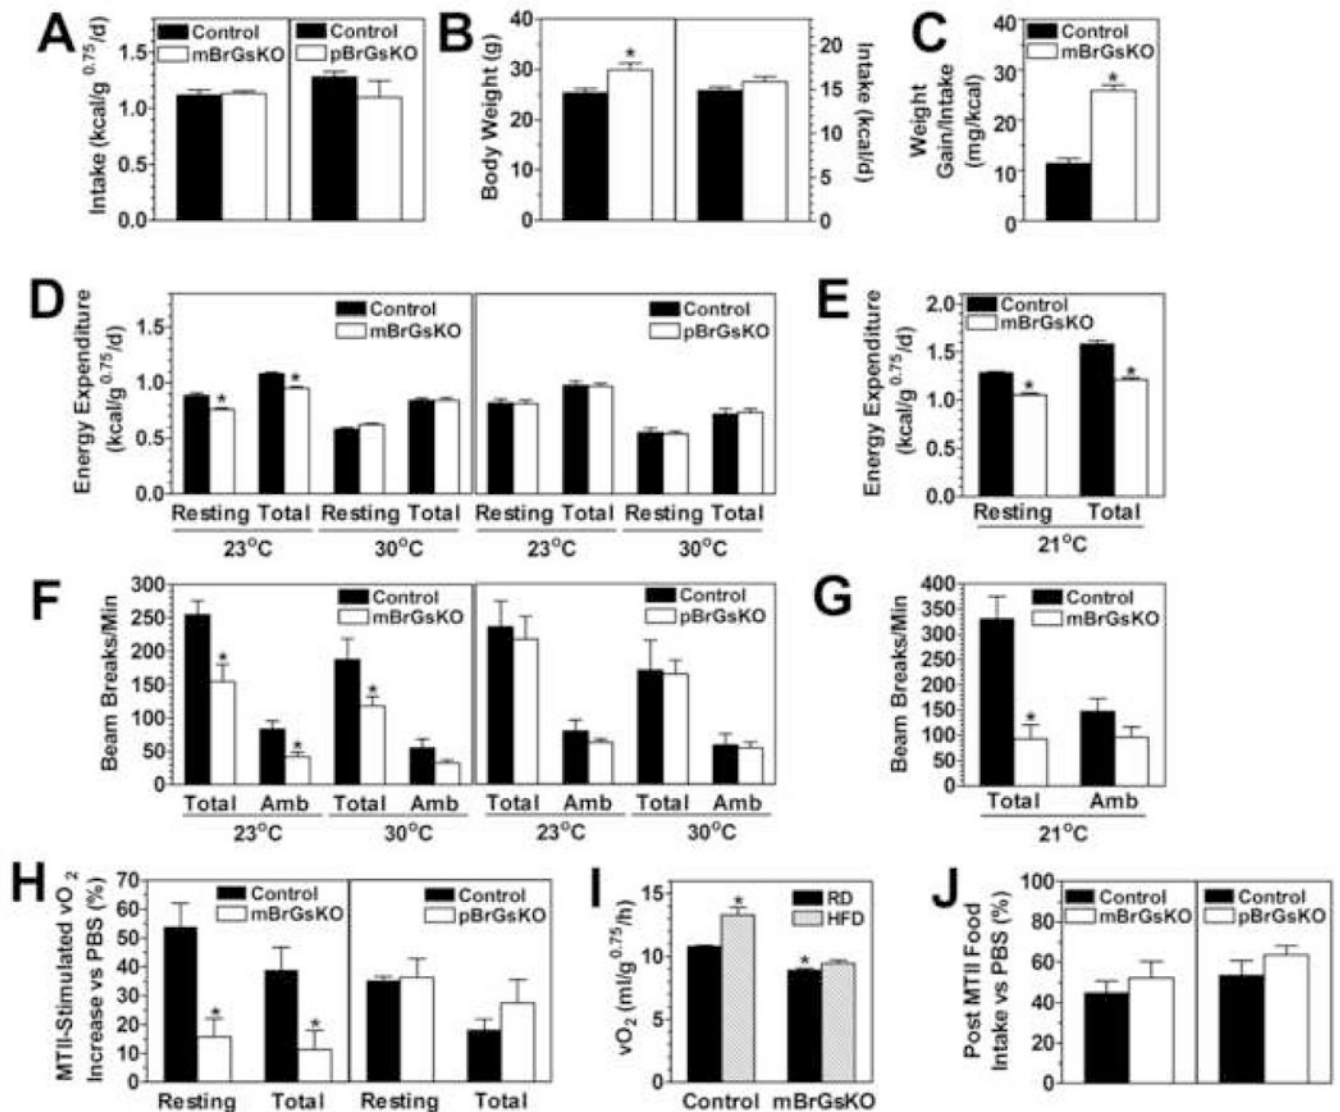 A
Intake (kcal/g^0.75/d)
1.5
1.0
0.5
0.0
Control
mBrGsKO
Control
pBrGsKO
B
Body Weight (g)
40
30
20
10
0
*
20
15
10
5
0
Intake (kcal/d)
C
Weight
Gain/Intake
(mg/kcal)
40
30
20
10
0
Control
mBrGsKO
*
D
Energy Expenditure
(kcal/g^0.75/d)
1.5
1.0
0.5
0.0
Control
mBrGsKO
* *
Control
pBrGsKO
Resting Total Resting Total Resting Total Resting Total
23°C 30°C 23°C 30°C
E
Energy Expenditure
(kcal/g^0.75/d)
2.0
1.5
1.0
0.5
0.0
Control
mBrGsKO
* *
Resting Total
21°C
F
Beam Breaks/Min
300
250
200
150
100
50
0
Control
mBrGsKO
* * *
Control
pBrGsKO
Total Amb Total Amb Total Amb Total Amb
23°C 30°C 23°C 30°C
G
Beam Breaks/Min
400
350
300
250
200
150
100
50
0
Control
mBrGsKO
*
Total Amb
21°C
H
MTII-Stimulated vO2
Increase vs PBS (%)
70
60
50
40
30
20
10
0
Control
mBrGsKO
* *
Control
pBrGsKO
Resting Total Resting Total
I
vO2 (ml/g^0.75/h)
15
10
5
0
RD
HFD
* *
Control mBrGsKO
J
Post MTII Food
Intake vs PBS (%)
100
80
60
40
20
0
Control
mBrGsKO
Control
pBrGsKO